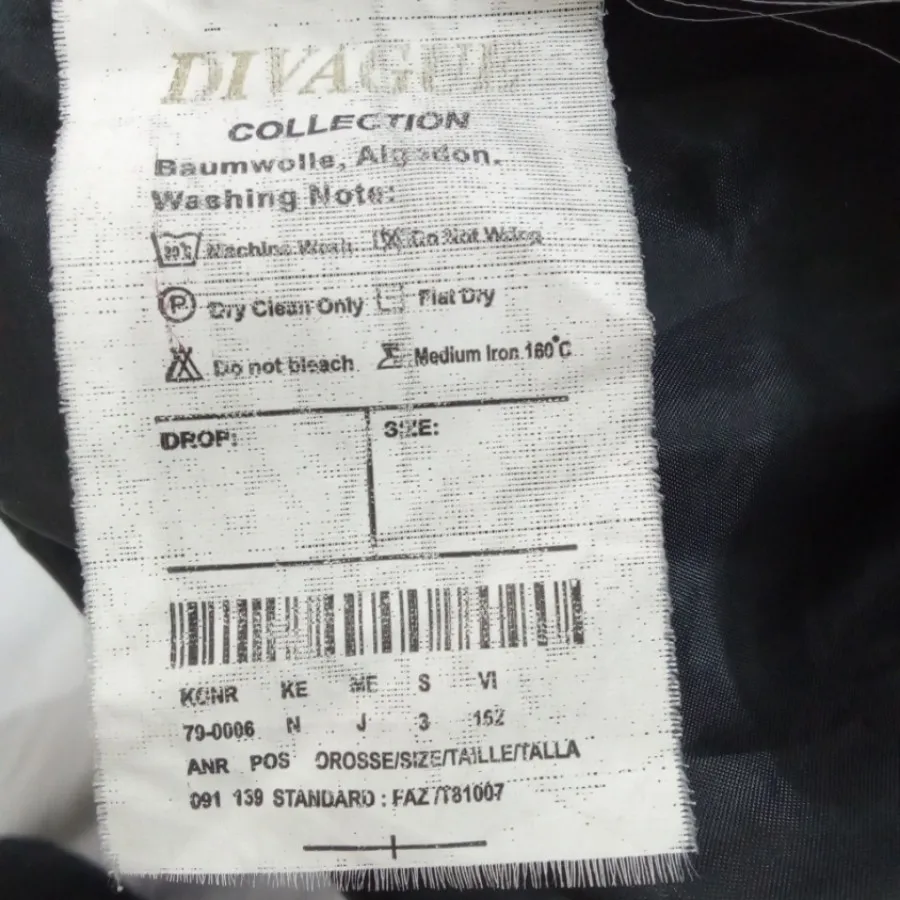 DIVAGUE
COLLECTION
Baumwolle, Algodon.
Washing Note:
30°C Machine Wash Do Not
P Dry Clean Only Flat Dry
Do not bleach Medium Iron 160°C
DROP: SIZE:
KONR KE ME S VI
79-0006 N J 3 152
ANR POS OROSSE/SIZE/TAILLE/TALLA
091 139 STANDARD : FAZ /T81007